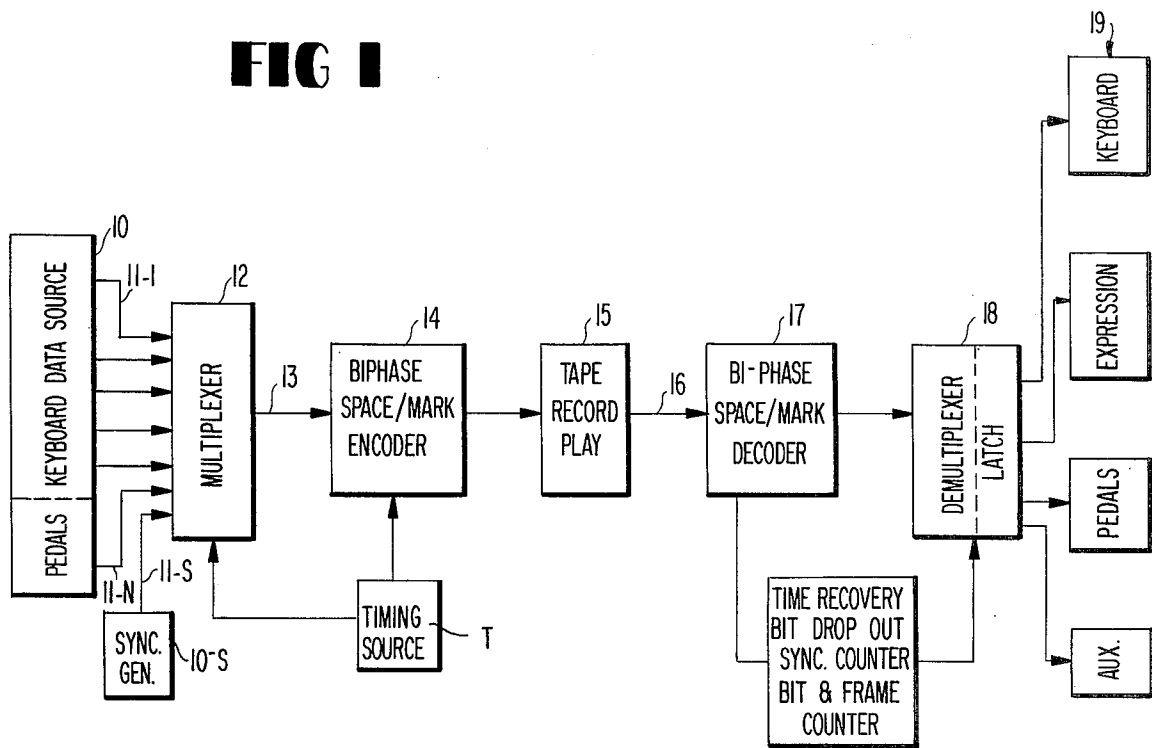 FIG 1
19
KEYBOARD
10
KEYBOARD DATA SOURCE
PEDALS
11-1
11-N
11-S
SYNC.
GEN.
10-S
12
MULTIPLEXER
13
14
BIPHASE
SPACE/MARK
ENCODER
TIMING
SOURCE
T
15
TAPE
RECORD
PLAY
16
17
BI-PHASE
SPACE/MARK
DECODER
TIME RECOVERY
BIT DROP OUT
SYNC. COUNTER
BIT & FRAME
COUNTER
18
DEMULTIPLEXER
LATCH
EXPRESSION
PEDALS
AUX.